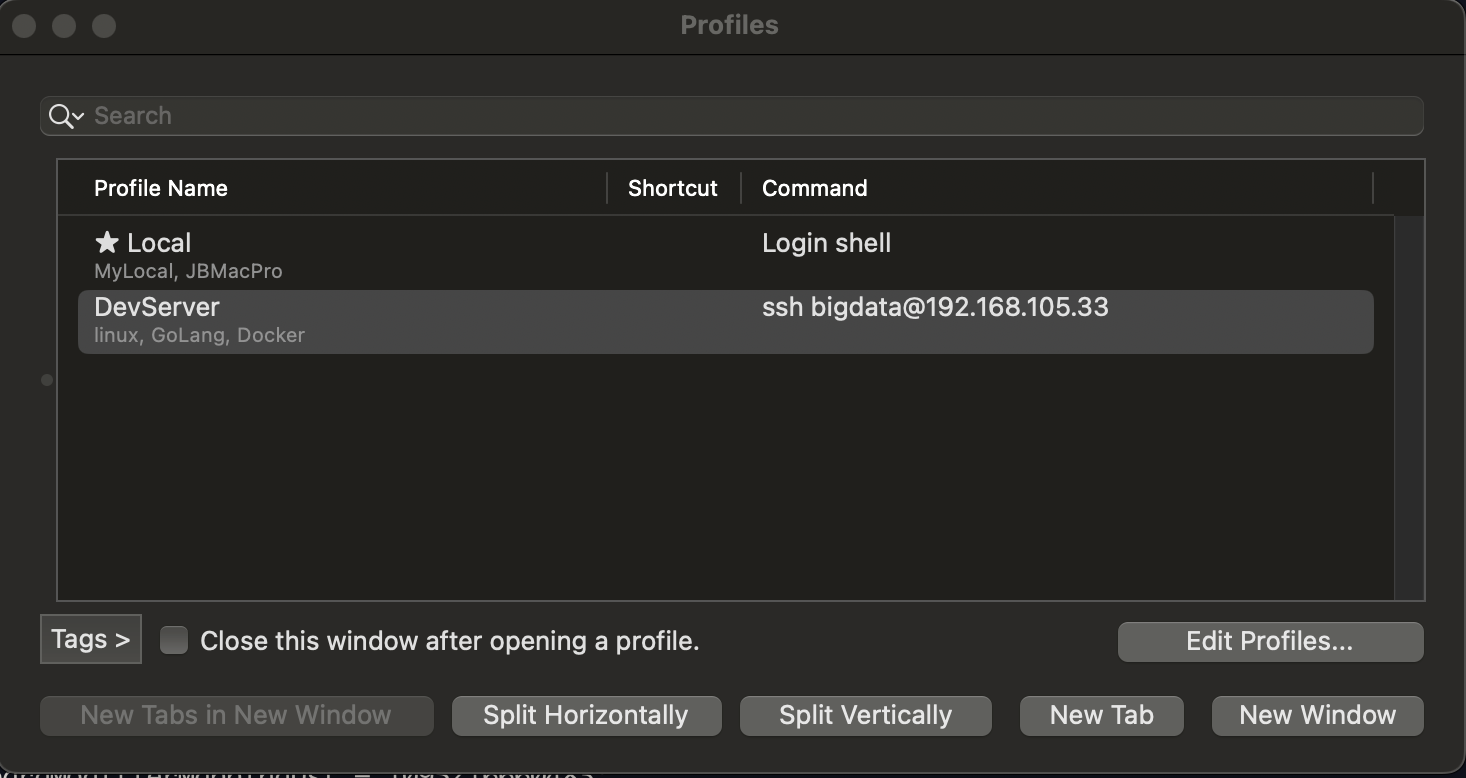 Profiles
Search
Profile Name Shortcut Command
★ Local Login shell
MyLocal, JBMacPro
DevServer ssh bigdata@192.168.105.33
linux, GoLang, Docker
Tags > Close this window after opening a profile. Edit Profiles...
New Tabs in New Window Split Horizontally Split Vertically New Tab New Window